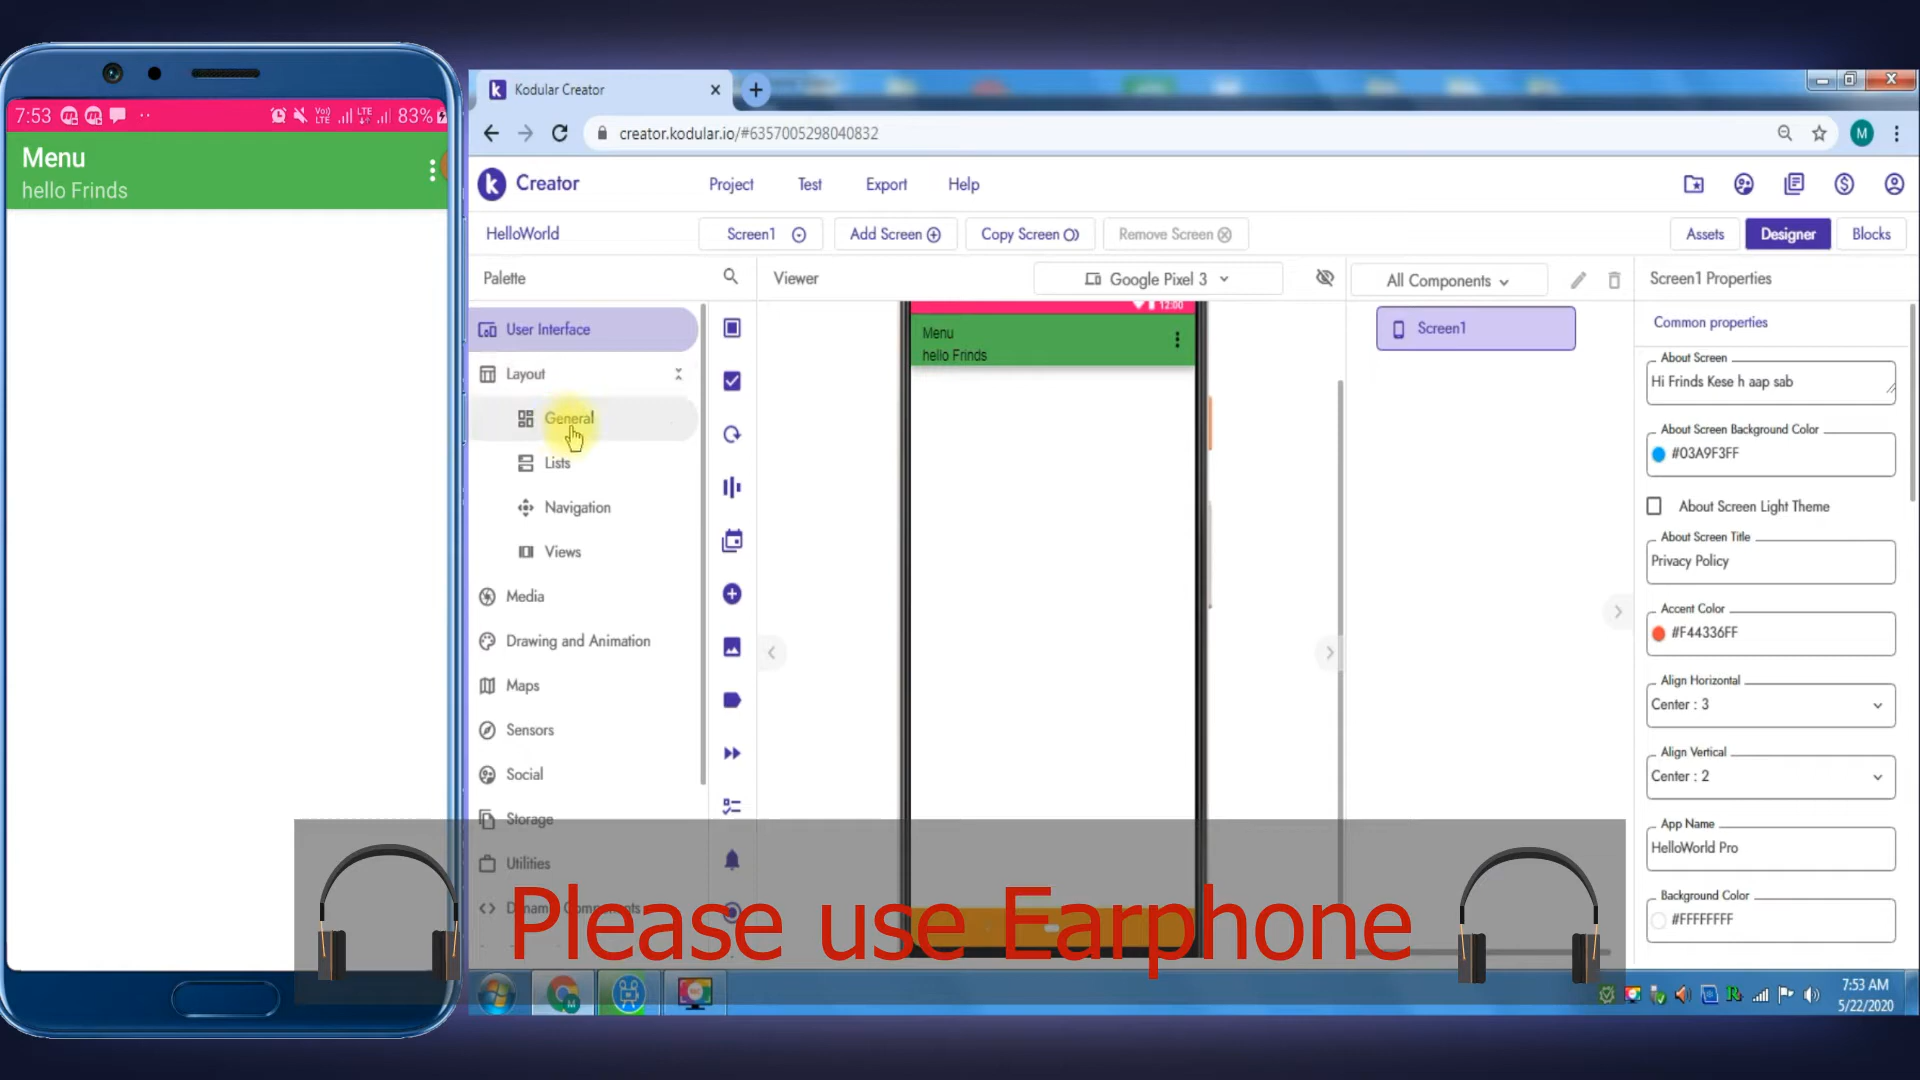 7:53
83%
Menu
hello Frinds
Kodular Creator
creator.kodular.io/#6357005298040832
M
Creator
Project
Test
Export
Help
HelloWorld
Screen1
Add Screen
Copy Screen
Remove Screen
Assets
Designer
Blocks
Palette
Viewer
Google Pixel 3
All Components
Screen1 Properties
User Interface
Layout
General
Lists
Navigation
Views
Media
Drawing and Animation
Maps
Sensors
Social
Storage
Utilities
12:00
Menu
hello Frinds
Screen1
Common properties
About Screen
Hi Frinds Kese h aap sab
About Screen Background Color
#03A9F3FF
About Screen Light Theme
About Screen Title
Privacy Policy
Accent Color
#F44336FF
Align Horizontal
Center : 3
Align Vertical
Center : 2
App Name
HelloWorld Pro
Background Color
#FFFFFFFF
Please use Earphone
7:53 AM
5/22/2020